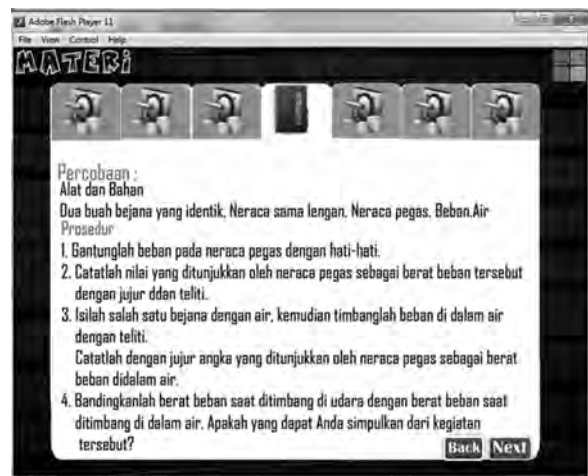 Adobe Flash Player 11
File View Control Help
MATERi
Percobaan :
Alat dan Bahan
Dua buah bejana yang identik, Neraca sama lengan, Neraca pegas, Beban,Air
Prosedur
1. Gantunglah beban pada neraca pegas dengan hati-hati.
2. Catatlah nilai yang ditunjukkan oleh neraca pegas sebagai berat beban tersebut
dengan jujur ddan teliti.
3. Isilah salah satu bejana dengan air, kemudian timbanglah beban di dalam air
dengan teliti.
Catatlah dengan jujur angka yang ditunjukkan oleh neraca pegas sebagai berat
beban didalam air.
4. Bandingkanlah berat beban saat ditimbang di udara dengan berat beban saat
ditimbang di dalam air. Apakah yang dapat Anda simpulkan dari kegiatan
tersebut?
Back Next